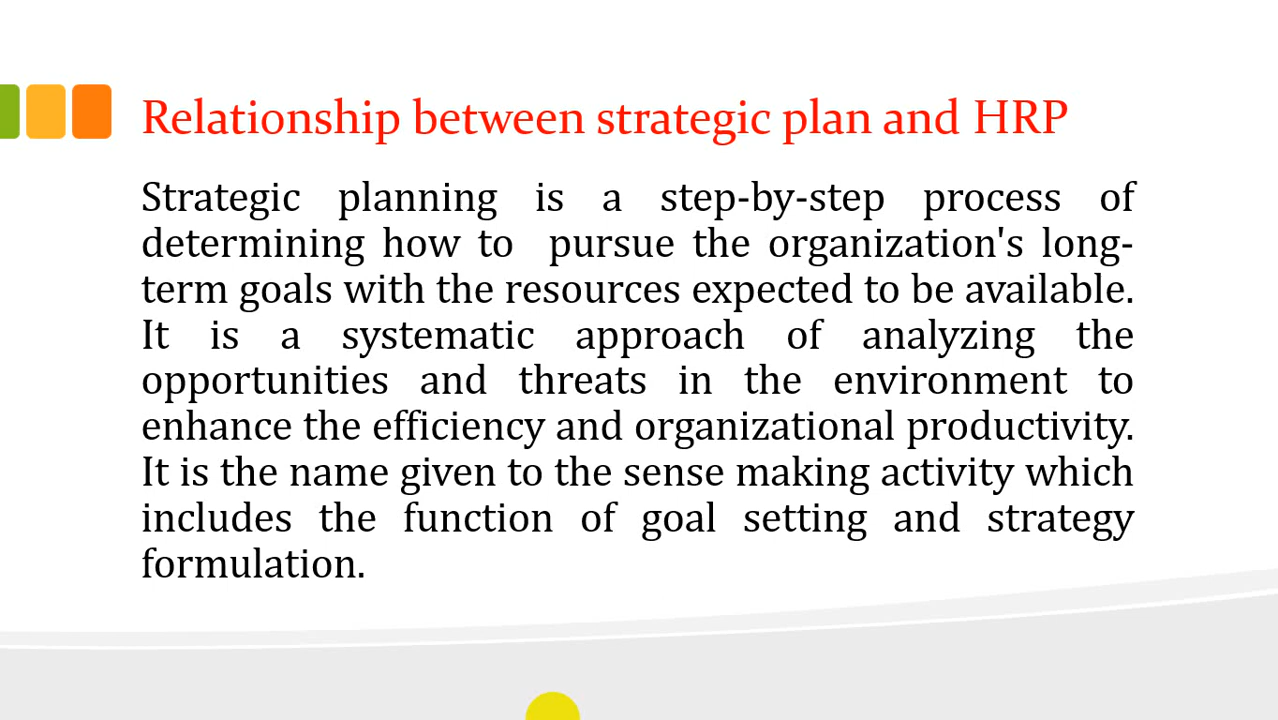 Relationship between strategic plan and HRP
Strategic planning is a step-by-step process of
determining how to pursue the organization's long-
term goals with the resources expected to be available.
It is a systematic approach of analyzing the
opportunities and threats in the environment to
enhance the efficiency and organizational productivity.
It is the name given to the sense making activity which
includes the function of goal setting and strategy
formulation.